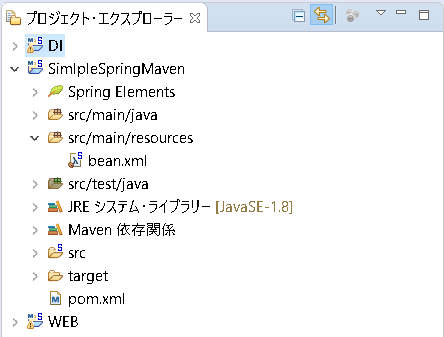 プロジェクト・エクスプローラー
DI
SimlpleSpringMaven
Spring Elements
src/main/java
src/main/resources
bean.xml
src/test/java
JRE システム・ライブラリー [JavaSE-1.8]
Maven 依存関係
src
target
pom.xml
WEB